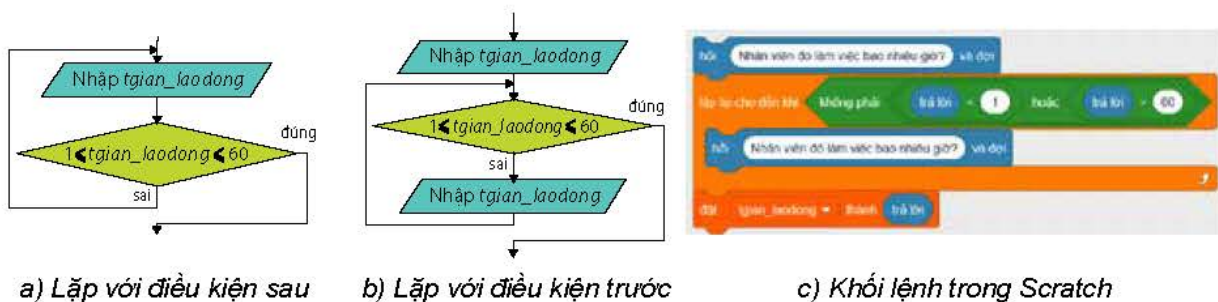 Nhập tgian_laodong
1⩽tgian_laodong⩽60
đúng
sai
a) Lặp với điều kiện sau
Nhập tgian_laodong
1⩽tgian_laodong⩽60
đúng
sai
Nhập tgian_laodong
b) Lặp với điều kiện trước
hỏi Nhân viên đó làm việc bao nhiêu giờ? và đợi
lặp lại cho đến khi không phải trả lời < 1 hoặc trả lời > 60
hỏi Nhân viên đó làm việc bao nhiêu giờ? và đợi
đặt tgian_laodong thành trả lời
c) Khối lệnh trong Scratch